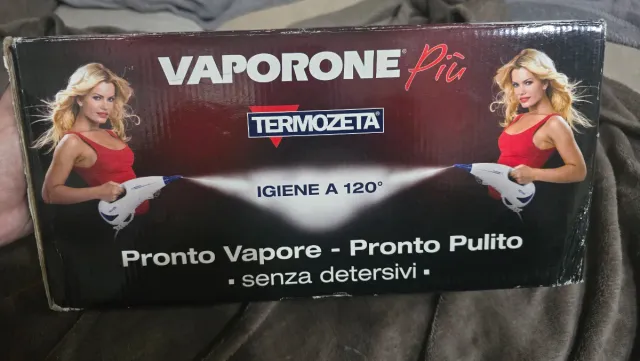 VAPORONE® Più
TERMOZETA®
IGIENE A 120°
Pronto Vapore - Pronto Pulito
▪ senza detersivi ▪